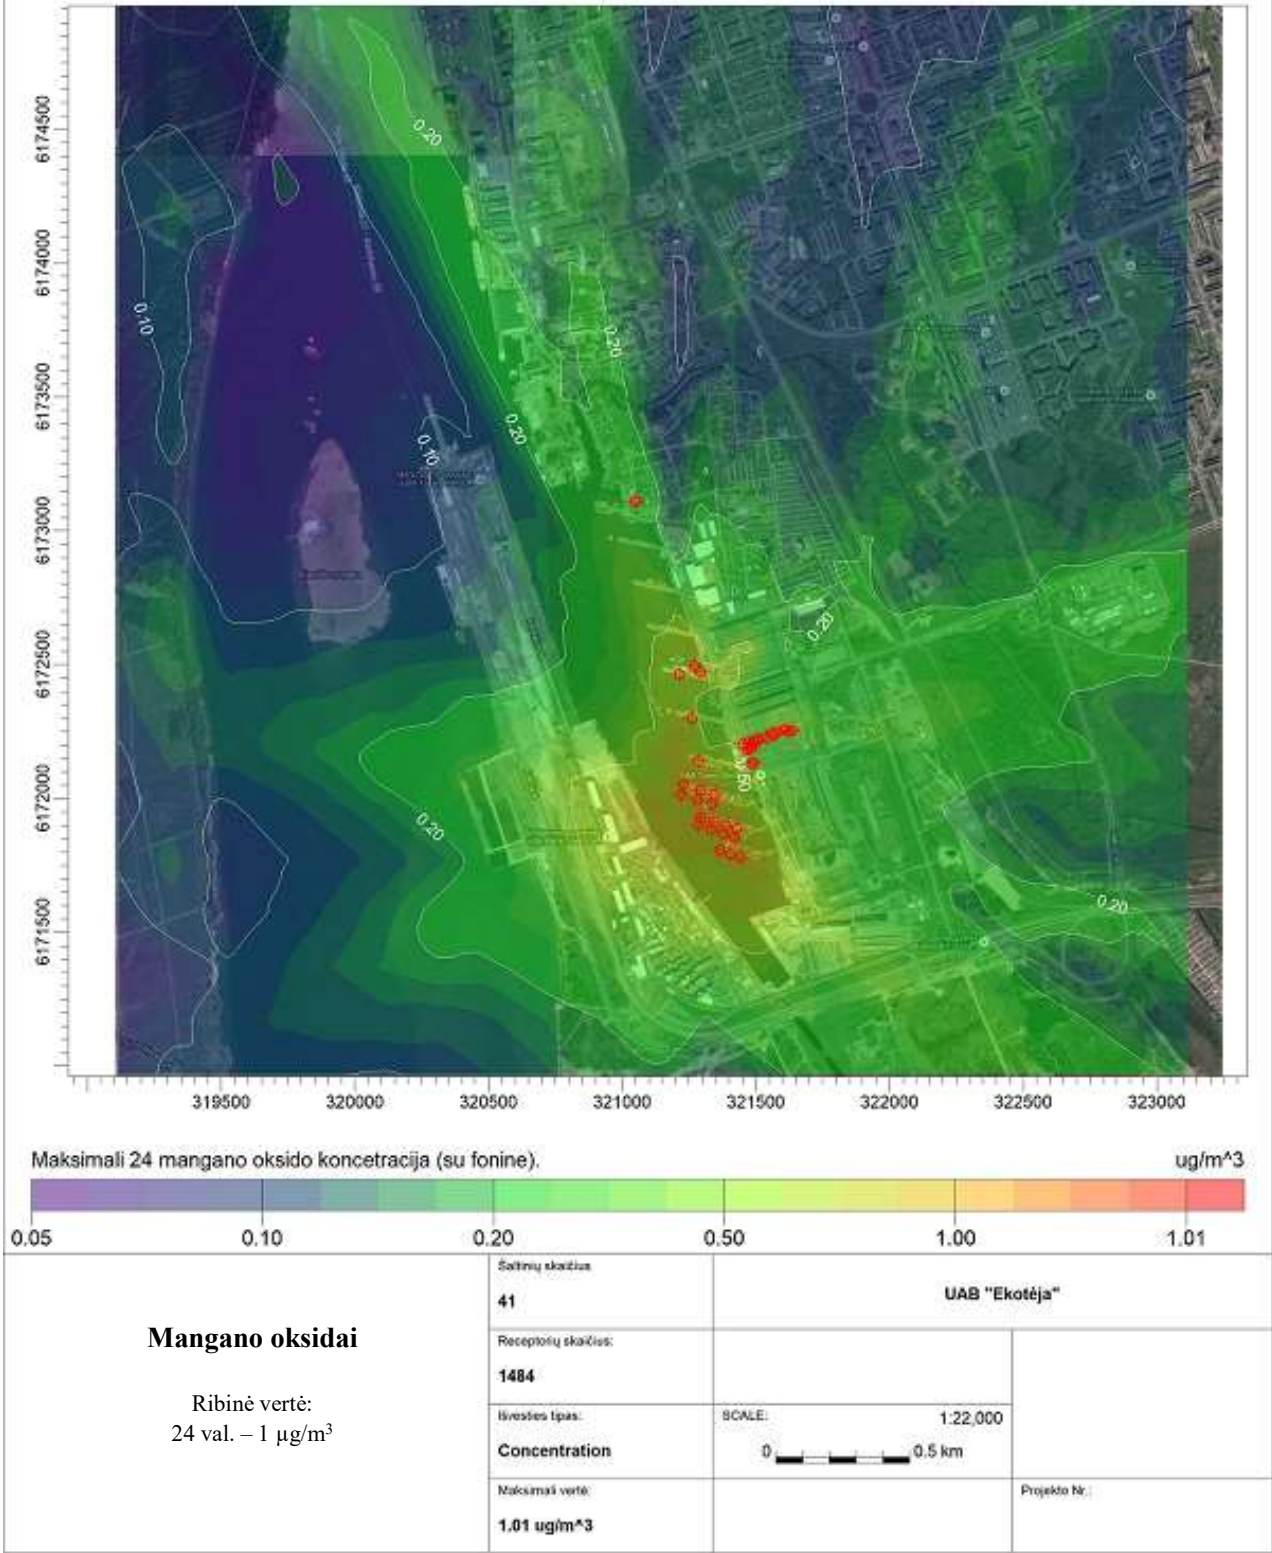 0.20
6174500
6174000
0.10
0.20
6173500
0.20
0.10
6173000
0.20
6172500
0.50
6172000
0.20
0.20
6171500
319500 320000 320500 321000 321500 322000 322500 323000
Maksimali 24 mangano oksido koncetracija (su fonine). ug/m^3
0.05 0.10 0.20 0.50 1.00 1.01
Šaltinių skaičius
41
UAB "Ekotėja"
Mangano oksidai
Receptorių skaičius:
1484
Ribinė vertė:
24 val. – 1 µg/m³
Išvesties tipas:
Concentration
SCALE: 1:22,000
0 0.5 km
Maksimali vertė:
1.01 ug/m^3
Projekto Nr.: